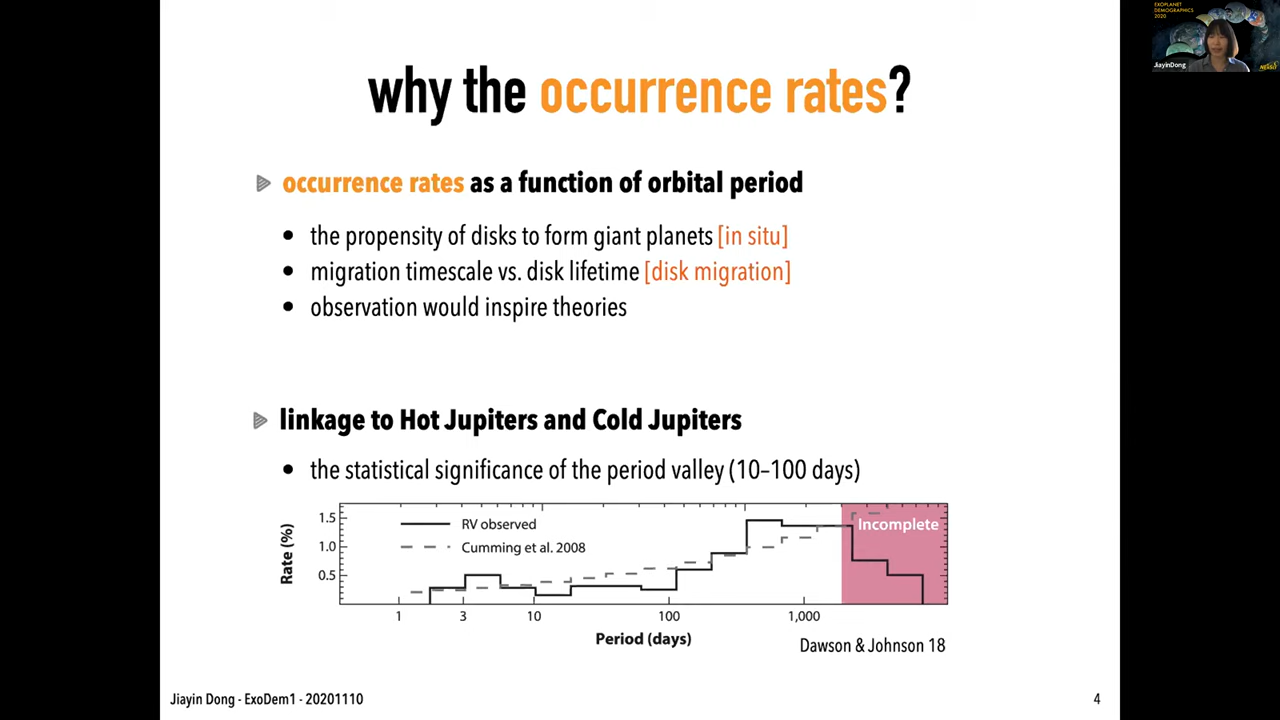 EXOPLANET
DEMOGRAPHICS
2020
JiayinDong
why the occurrence rates?
occurrence rates as a function of orbital period
• the propensity of disks to form giant planets [in situ]
• migration timescale vs. disk lifetime [disk migration]
• observation would inspire theories
linkage to Hot Jupiters and Cold Jupiters
• the statistical significance of the period valley (10–100 days)
Rate (%)
1.5
1.0
0.5
RV observed
Cumming et al. 2008
Incomplete
1 3 10 100 1,000
Period (days)
Dawson & Johnson 18
Jiayin Dong - ExoDem1 - 20201110
4